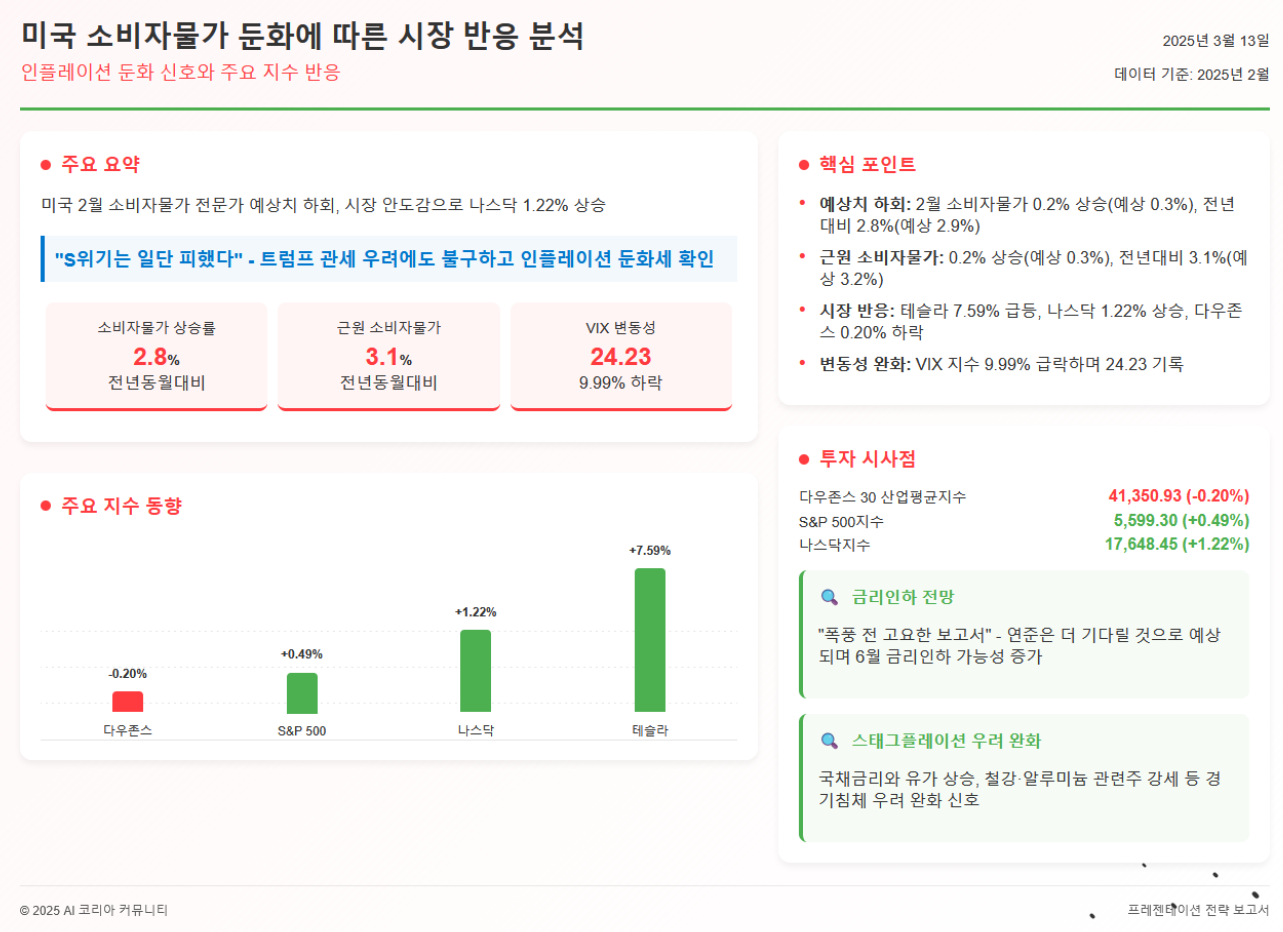 미국 소비자물가 둔화에 따른 시장 반응 분석
인플레이션 둔화 신호와 주요 지수 반응
2025년 3월 13일
데이터 기준: 2025년 2월
주요 요약
미국 2월 소비자물가 전문가 예상치 하회, 시장 안도감으로 나스닥 1.22% 상승
"S위기는 일단 피했다" - 트럼프 관세 우려에도 불구하고 인플레이션 둔화세 확인
소비자물가 상승률
2.8%
전년동월대비
근원 소비자물가
3.1%
전년동월대비
VIX 변동성
24.23
9.99% 하락
주요 지수 동향
-0.20%
다우존스
+0.49%
S&P 500
+1.22%
나스닥
+7.59%
테슬라
핵심 포인트
• 예상치 하회: 2월 소비자물가 0.2% 상승(예상 0.3%), 전년
대비 2.8%(예상 2.9%)
• 근원 소비자물가: 0.2% 상승(예상 0.3%), 전년대비 3.1%(예
상 3.2%)
• 시장 반응: 테슬라 7.59% 급등, 나스닥 1.22% 상승, 다우존
스 0.20% 하락
• 변동성 완화: VIX 지수 9.99% 급락하며 24.23 기록
투자 시사점
다우존스 30 산업평균지수 41,350.93 (-0.20%)
S&P 500지수 5,599.30 (+0.49%)
나스닥지수 17,648.45 (+1.22%)
금리인하 전망
"폭풍 전 고요한 보고서" - 연준은 더 기다릴 것으로 예상
되며 6월 금리인하 가능성 증가
스태그플레이션 우려 완화
국채금리와 유가 상승, 철강·알루미늄 관련주 강세 등 경
기침체 우려 완화 신호
© 2025 AI 코리아 커뮤니티
프레젠테이션 전략 보고서